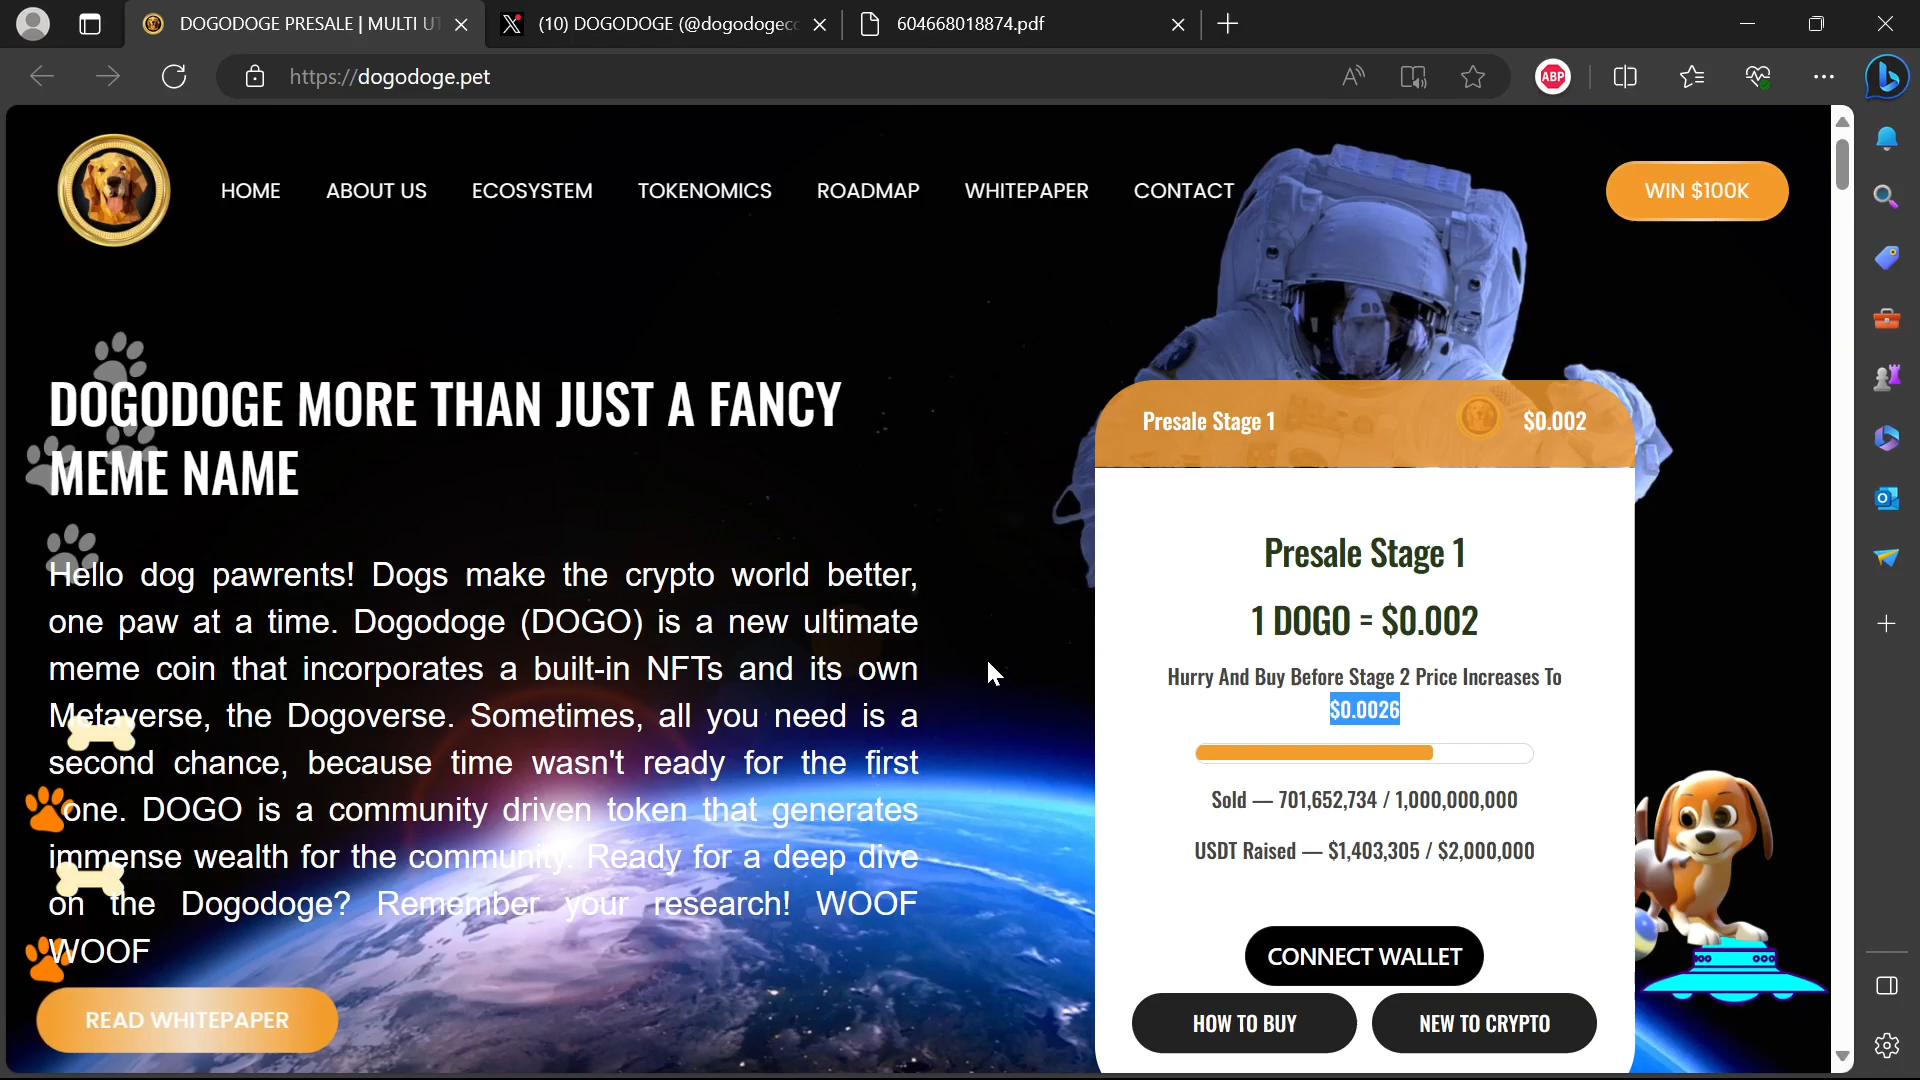 DOGODOGE PRESALE | MULTI UT
(10) DOGODOGE (@dogodogecc
604668018874.pdf
https://dogodoge.pet
ABP
HOME
ABOUT US
ECOSYSTEM
TOKENOMICS
ROADMAP
WHITEPAPER
CONTACT
WIN $100K
DOGODOGE MORE THAN JUST A FANCY
MEME NAME
Hello dog pawrents! Dogs make the crypto world better,
one paw at a time. Dogodoge (DOGO) is a new ultimate
meme coin that incorporates a built-in NFTs and its own
Metaverse, the Dogoverse. Sometimes, all you need is a
second chance, because time wasn't ready for the first
one. DOGO is a community driven token that generates
immense wealth for the community. Ready for a deep dive
on the Dogodoge? Remember your research! WOOF
WOOF
READ WHITEPAPER
Presale Stage 1
$0.002
Presale Stage 1
1 DOGO = $0.002
Hurry And Buy Before Stage 2 Price Increases To
$0.0026
Sold — 701,652,734 / 1,000,000,000
USDT Raised — $1,403,305 / $2,000,000
CONNECT WALLET
HOW TO BUY
NEW TO CRYPTO